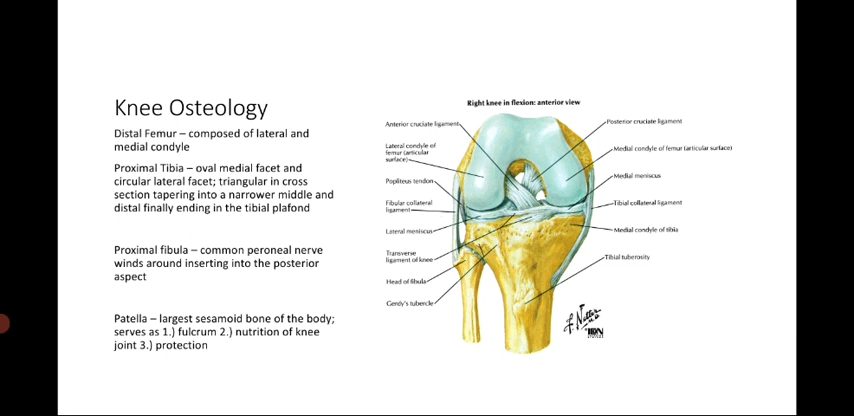 Knee Osteology
Distal Femur – composed of lateral and
medial condyle
Proximal Tibia – oval medial facet and
circular lateral facet; triangular in cross
section tapering into a narrower middle and
distal finally ending in the tibial plafond
Proximal fibula – common peroneal nerve
winds around inserting into the posterior
aspect
Patella – largest sesamoid bone of the body;
serves as 1.) fulcrum 2.) nutrition of knee
joint 3.) protection
Right knee in flexion: anterior view
Anterior cruciate ligament
Lateral condyle of
femur (articular
surface)
Popliteus tendon
Fibular collateral
ligament
Lateral meniscus
Transverse
ligament of knee
Head of fibula
Gerdy's tubercle
Posterior cruciate ligament
Medial condyle of femur (articular surface)
Medial meniscus
Tibial collateral ligament
Medial condyle of tibia
Tibial tuberosity